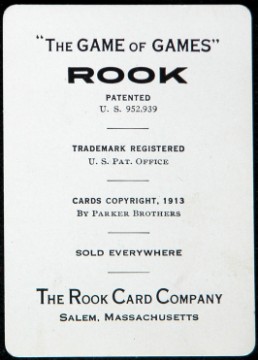 "The GAME OF GAMES"
ROOK
PATENTED
U. S. 952.939
TRADEMARK REGISTERED
U. S. PAT. OFFICE
CARDS COPYRIGHT, 1913
BY PARKER BROTHERS
SOLD EVERYWHERE
THE ROOK CARD COMPANY
SALEM, MASSACHUSETTS